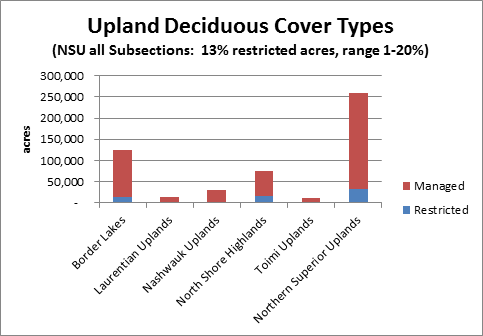 Upland Deciduous Cover Types
(NSU all Subsections:  13% restricted acres, range 1-20%)
acres
300,000
250,000
200,000
150,000
100,000
50,000
-
Border Lakes
Laurentian Uplands
Nashwauk Uplands
North Shore Highlands
Toimi Uplands
Northern Superior Uplands
Managed
Restricted